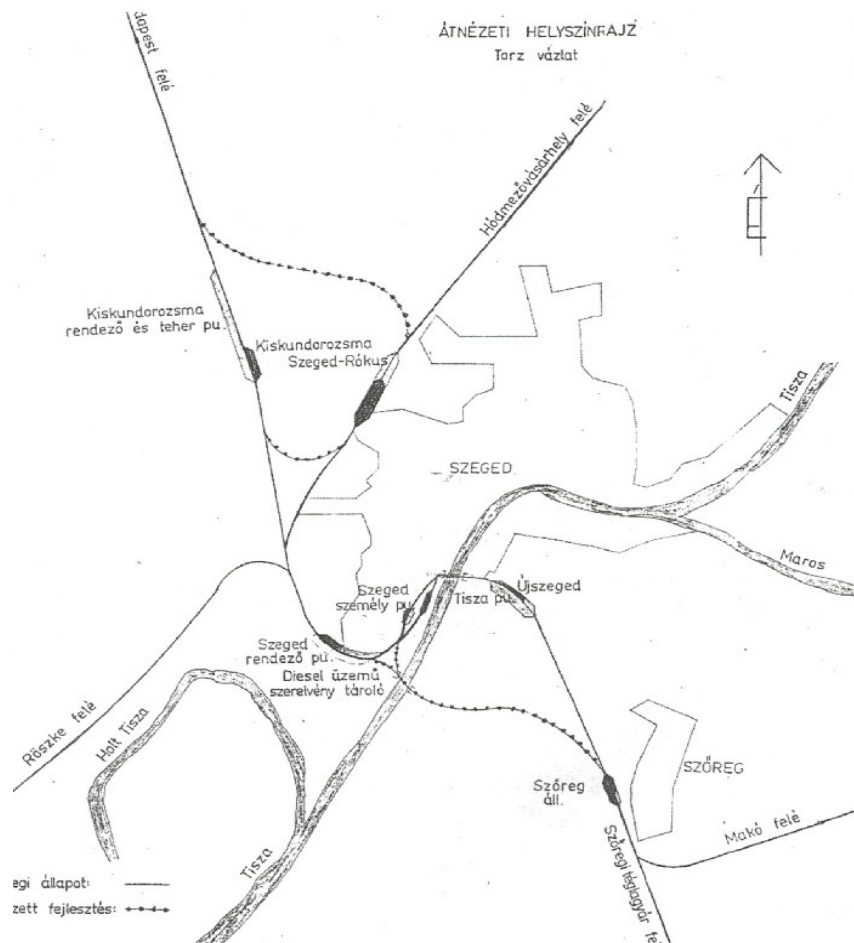 ÁTNÉZETI HELYSZÍNRAJZ
Torz vázlat
dapest felé
Hódmezővásárhely felé
É
Kiskundorozsma
rendező és teher pu.
Kiskundorozsma
Szeged-Rókus
Tisza
SZEGED
Maros
Szeged
személy pu.
Tisza pu.
Újszeged
Szeged
rendező pu.
Diesel üzemű
szerelvény tároló
Röszke felé
Holt Tisza
SZŐREG
Szőreg
áll.
Makó felé
Szőregi téglagyár fe
Tisza
egi állapot:
zett fejlesztés: